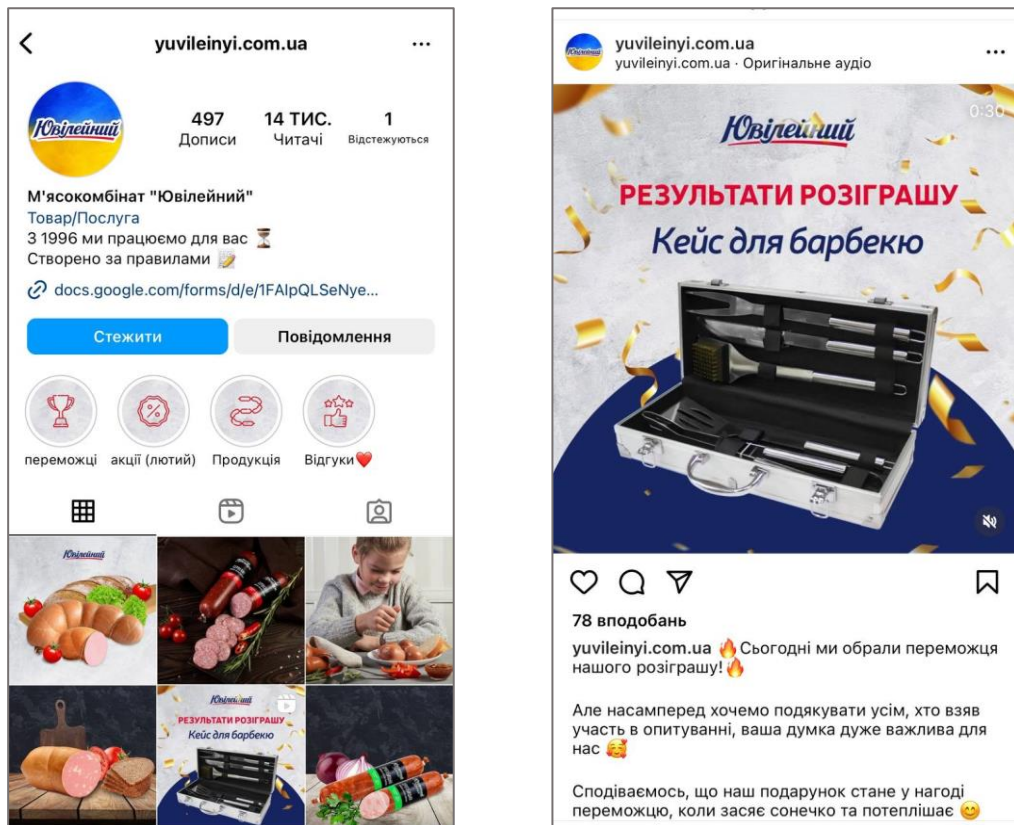 yuvileinyi.com.ua
Ювілейний
497
14 ТИС.
1
Дописи
Читачі
Відстежуються
М'ясокомбінат "Ювілейний"
Товар/Послуга
З 1996 ми працюємо для вас ⏳
Створено за правилами 📝
docs.google.com/forms/d/e/1FAIpQLSeNye...
Стежити
Повідомлення
переможці
акції (лютий)
Продукція
Відгуки❤️
Ювілейний
Ювілейний
РЕЗУЛЬТАТИ РОЗІГРАШУ
Кейс для барбекю
yuvileinyi.com.ua
yuvileinyi.com.ua · Оригінальне аудіо
Ювілейний
0:30
Ювілейний
РЕЗУЛЬТАТИ РОЗІГРАШУ
Кейс для барбекю
78 вподобань
yuvileinyi.com.ua 🔥Сьогодні ми обрали переможця
нашого розіграшу!🔥
Але насамперед хочемо подякувати усім, хто взяв
участь в опитуванні, ваша думка дуже важлива для
нас 🥰
Сподіваємось, що наш подарунок стане у нагоді
переможцю, коли засяє сонечко та потеплішає 😊